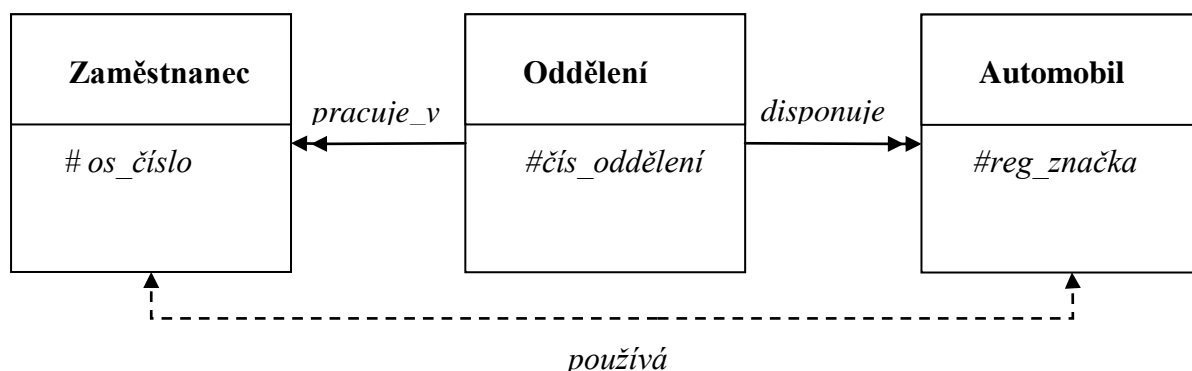 Zaměstnanec
# os_číslo
pracuje_v
Oddělení
#čís_oddělení
disponuje
Automobil
#reg_značka
používá